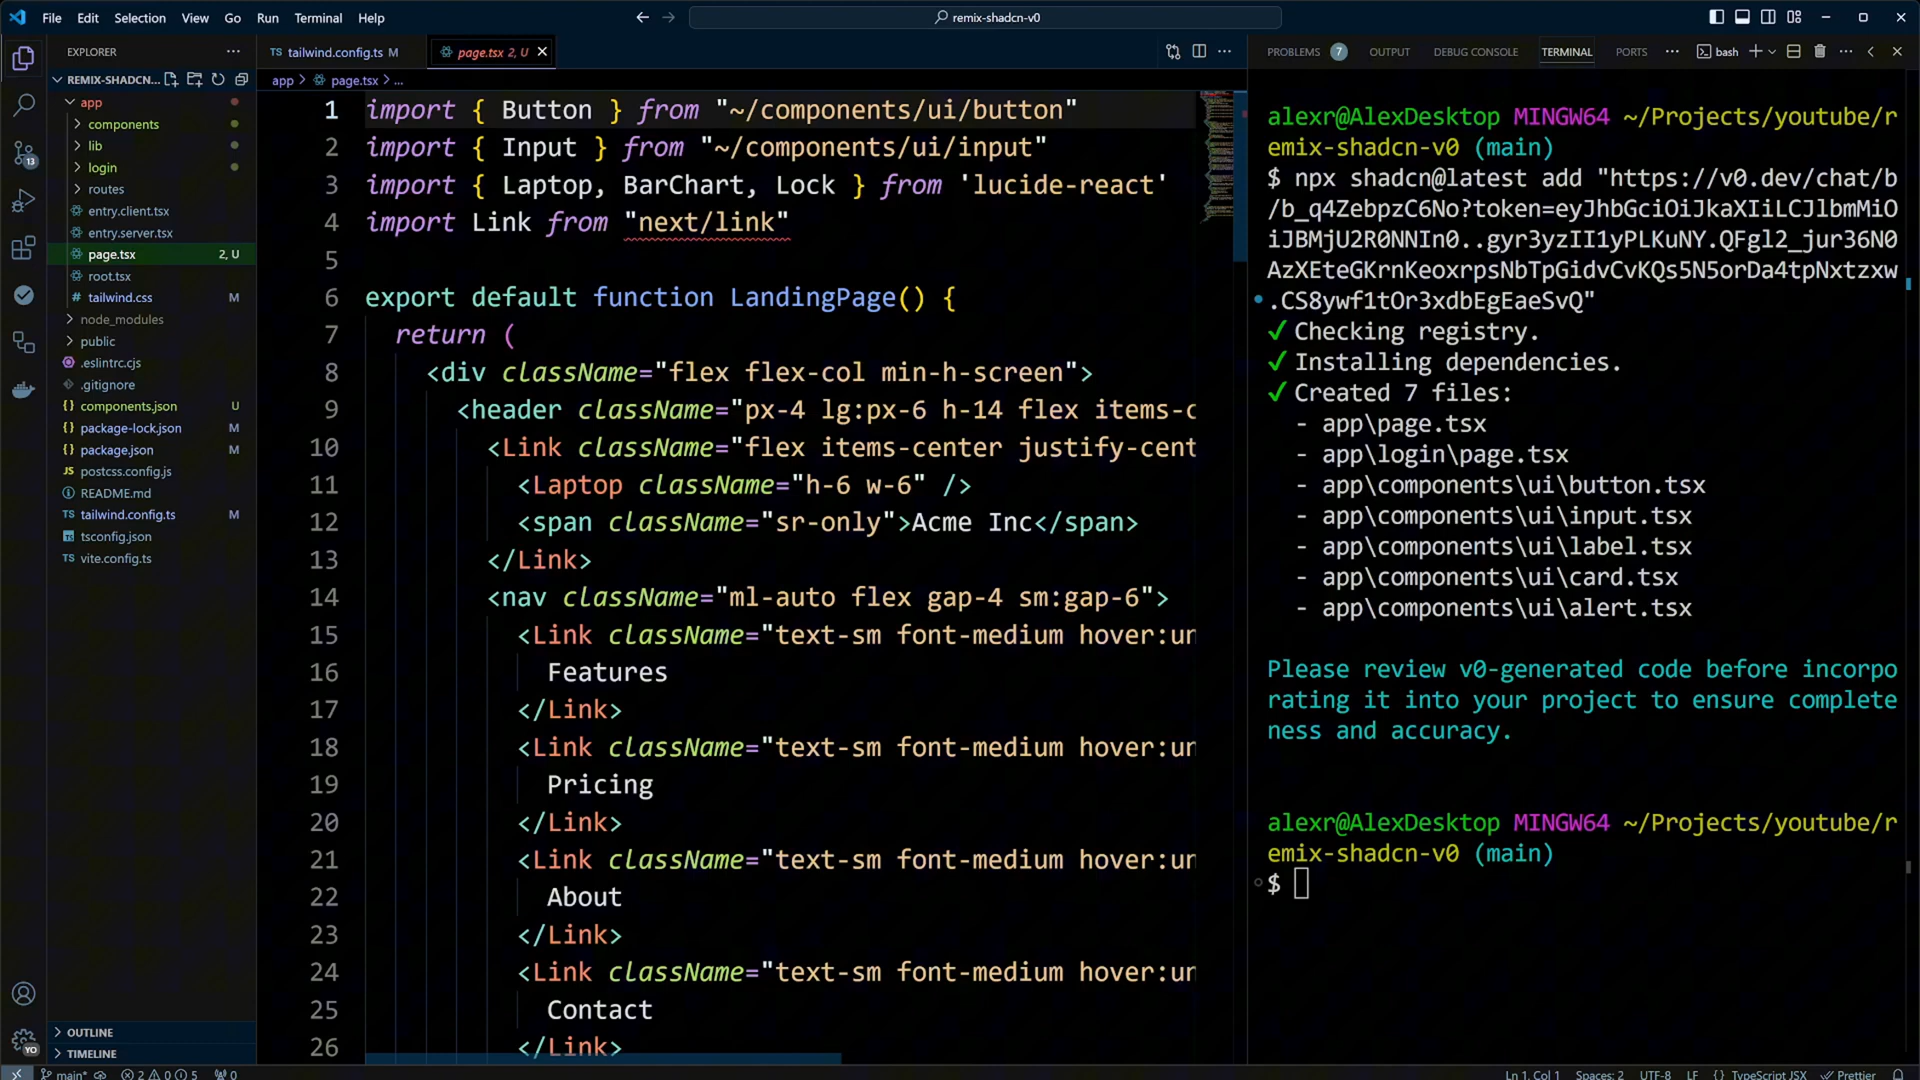 File Edit Selection View Go Run Terminal Help
remix-shadcn-v0
EXPLORER
REMIX-SHADCN...
app
components
lib
login
routes
entry.client.tsx
entry.server.tsx
page.tsx 2, U
root.tsx
tailwind.css M
node_modules
public
.eslintrc.cjs
.gitignore
components.json U
package-lock.json M
package.json M
postcss.config.js
README.md
tailwind.config.ts M
tsconfig.json
vite.config.ts
OUTLINE
TIMELINE
13
YO
tailwind.config.ts M
page.tsx 2, U
app > page.tsx > ...
1 import { Button } from "~/components/ui/button"
2 import { Input } from "~/components/ui/input"
3 import { Laptop, BarChart, Lock } from 'lucide-react'
4 import Link from "next/link"
5
6 export default function LandingPage() {
7 return (
8 <div className="flex flex-col min-h-screen">
9 <header className="px-4 lg:px-6 h-14 flex items-c
10 <Link className="flex items-center justify-cent
11 <Laptop className="h-6 w-6" />
12 <span className="sr-only">Acme Inc</span>
13 </Link>
14 <nav className="ml-auto flex gap-4 sm:gap-6">
15 <Link className="text-sm font-medium hover:un
16 Features
17 </Link>
18 <Link className="text-sm font-medium hover:un
19 Pricing
20 </Link>
21 <Link className="text-sm font-medium hover:un
22 About
23 </Link>
24 <Link className="text-sm font-medium hover:un
25 Contact
26 </Link>
PROBLEMS 7 OUTPUT DEBUG CONSOLE TERMINAL PORTS ... bash
alexr@AlexDesktop MINGW64 ~/Projects/youtube/r
emix-shadcn-v0 (main)
$ npx shadcn@latest add "https://v0.dev/chat/b
/b_q4ZebpzC6No?token=eyJhbGciOiJkaXIiLCJlbmMiO
iJBMjU2R0NNIn0..gyr3yzII1yPLKuNY.QFgl2_jur36N0
AzXEteGKrnKeoxrpsNbTpGidvCvKQs5N5orDa4tpNxtzxw
.CS8ywf1tOr3xdbEgEaeSvQ"
✓ Checking registry.
✓ Installing dependencies.
✓ Created 7 files:
- app\page.tsx
- app\login\page.tsx
- app\components\ui\button.tsx
- app\components\ui\input.tsx
- app\components\ui\label.tsx
- app\components\ui\card.tsx
- app\components\ui\alert.tsx
Please review v0-generated code before incorpo
rating it into your project to ensure complete
ness and accuracy.
alexr@AlexDesktop MINGW64 ~/Projects/youtube/r
emix-shadcn-v0 (main)
$
main* 2 0 5 0 Ln 1, Col 1 Spaces: 2 UTF-8 LF {} TypeScript JSX Prettier